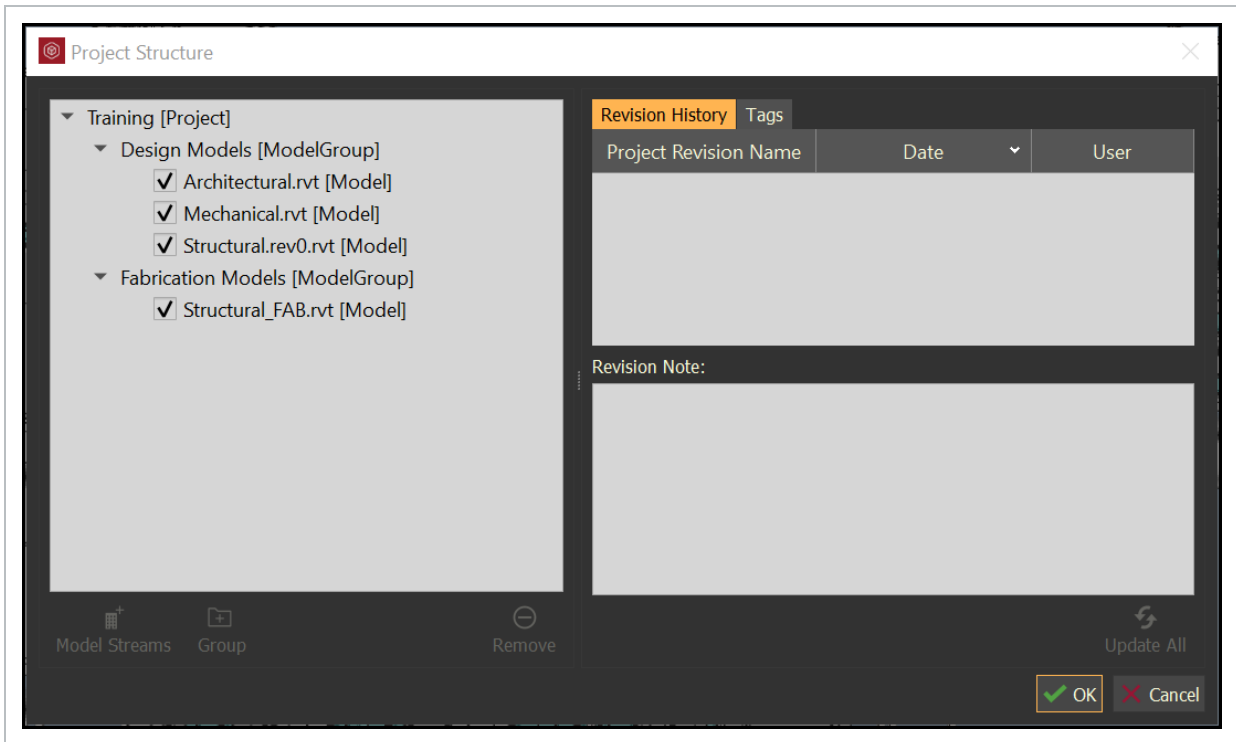 Project Structure
Training [Project]
Design Models [ModelGroup]
Architectural.rvt [Model]
Mechanical.rvt [Model]
Structural.rev0.rvt [Model]
Fabrication Models [ModelGroup]
Structural_FAB.rvt [Model]
Model Streams Group Remove
Revision History Tags
Project Revision Name Date User
Revision Note:
Update All
OK Cancel